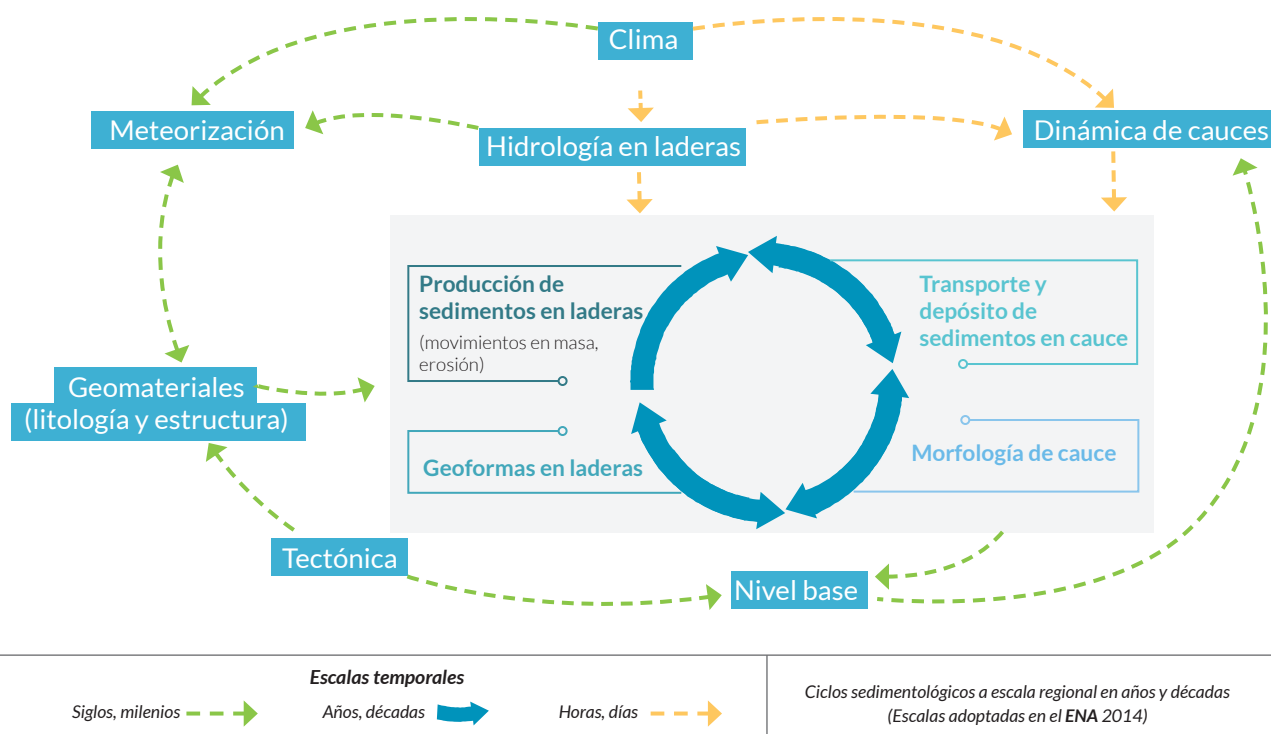 Clima
Meteorización
Hidrología en laderas
Dinámica de cauces
Producción de
sedimentos en laderas
(movimientos en masa,
erosión)
Transporte y
depósito de
sedimentos en cauce
Geomateriales
(litología y estructura)
Geoformas en laderas
Morfología de cauce
Tectónica
Nivel base
Escalas temporales
Siglos, milenios
Años, décadas
Horas, días
Ciclos sedimentológicos a escala regional en años y décadas
(Escalas adoptadas en el ENA 2014)